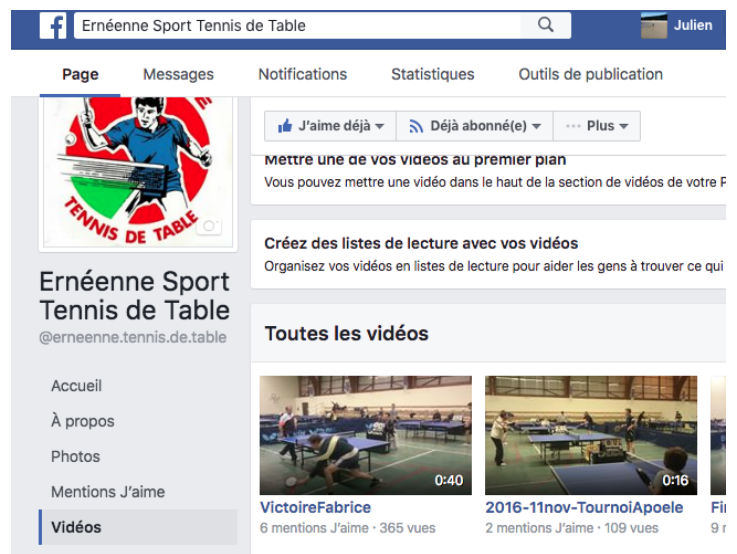 Ernéenne Sport Tennis de Table
Julien
Page Messages Notifications Statistiques Outils de publication
J'aime déjà Déjà abonné(e) ··· Plus
TENNIS DE TABLE
Mettre une de vos vidéos au premier plan
Vous pouvez mettre une vidéo dans le haut de la section de vidéos de votre P
Créez des listes de lecture avec vos vidéos
Organisez vos vidéos en listes de lecture pour aider les gens à trouver ce qui
Ernéenne Sport
Tennis de Table
@erneenne.tennis.de.table
Accueil
À propos
Photos
Mentions J'aime
Vidéos
Toutes les vidéos
0:40
VictoireFabrice
6 mentions J'aime · 365 vues
0:16
2016-11nov-TournoiApoele
2 mentions J'aime · 109 vues
Fi